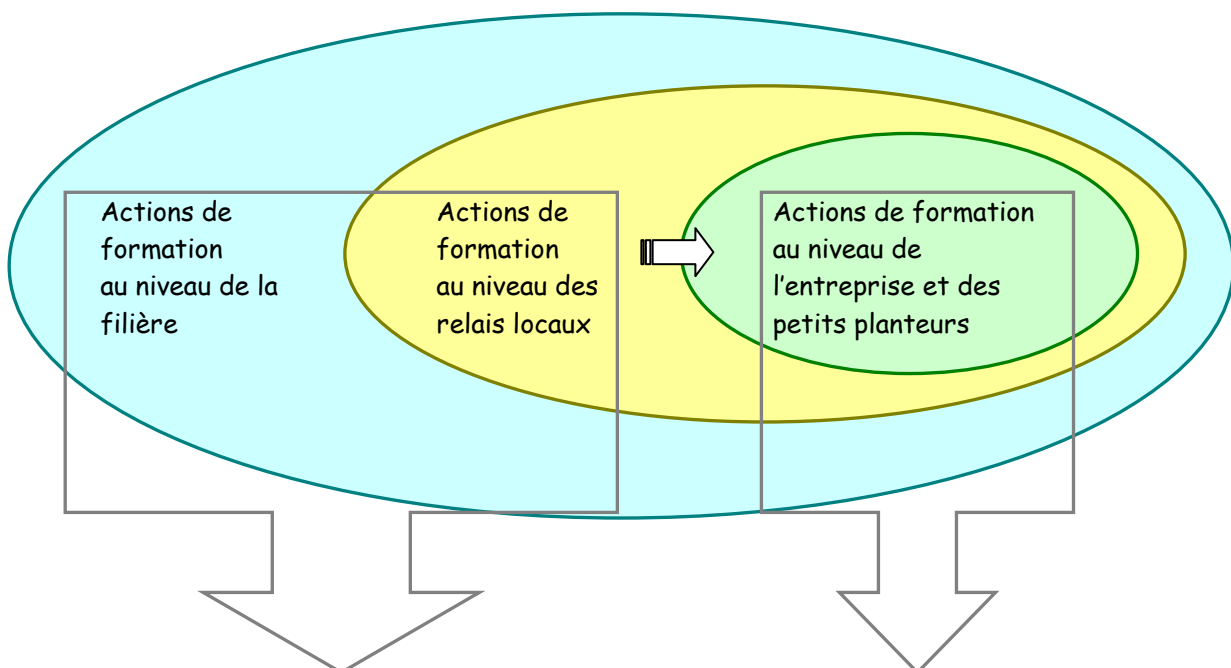 Actions de
formation
au niveau de la
filière
Actions de
formation
au niveau des
relais locaux
Actions de formation
au niveau de
l'entreprise et des
petits planteurs